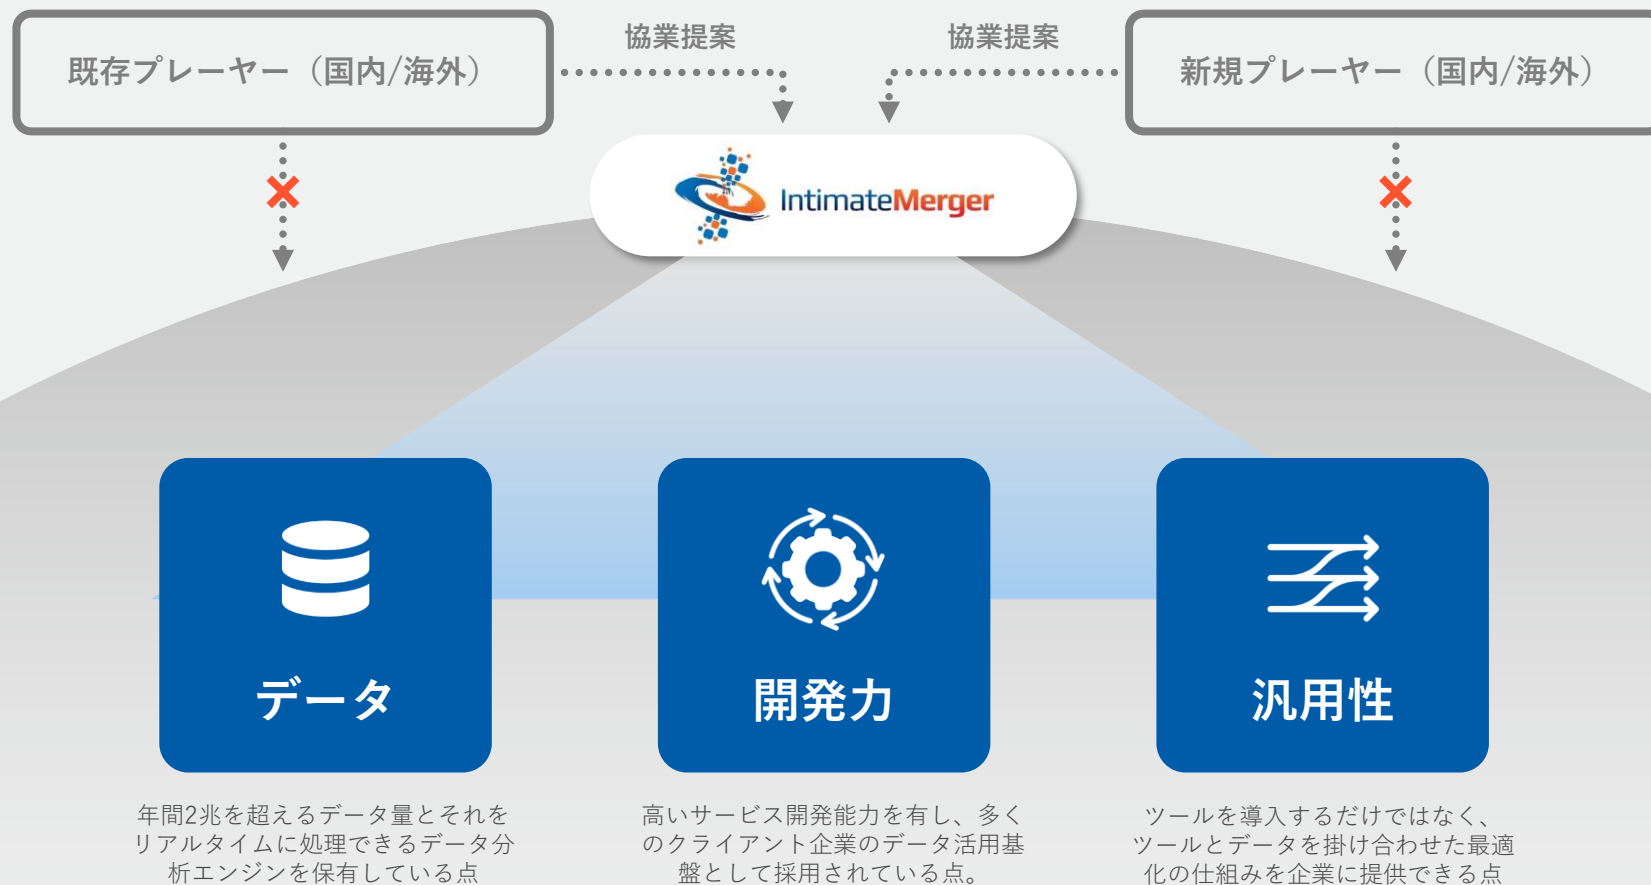 協業提案
協業提案
既存プレーヤー（国内/海外）
新規プレーヤー（国内/海外）
IntimateMerger
データ
開発力
汎用性
年間2兆を超えるデータ量とそれを
リアルタイムに処理できるデータ分
析エンジンを保有している点
高いサービス開発能力を有し、多く
のクライアント企業のデータ活用基
盤として採用されている点。
ツールを導入するだけではなく、
ツールとデータを掛け合わせた最適
化の仕組みを企業に提供できる点